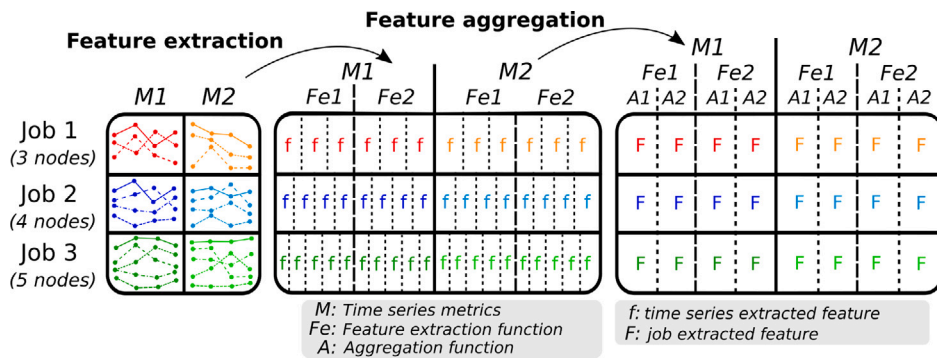 Feature extraction
Feature aggregation
M1 M2
M1 M2
Fe1 Fe2 Fe1 Fe2
M1 M2
Fe1 Fe2 Fe1 Fe2
A1 A2 A1 A2 A1 A2 A1 A2
Job 1
(3 nodes)
f f f f f f f f f f f f
F F F F F F F F
Job 2
(4 nodes)
f f f f f f f f f f f f f f f f
F F F F F F F F
Job 3
(5 nodes)
f f f f f f f f f f f f f f f f f f f f
F F F F F F F F
M: Time series metrics
Fe: Feature extraction function
A: Aggregation function
f: time series extracted feature
F: job extracted feature